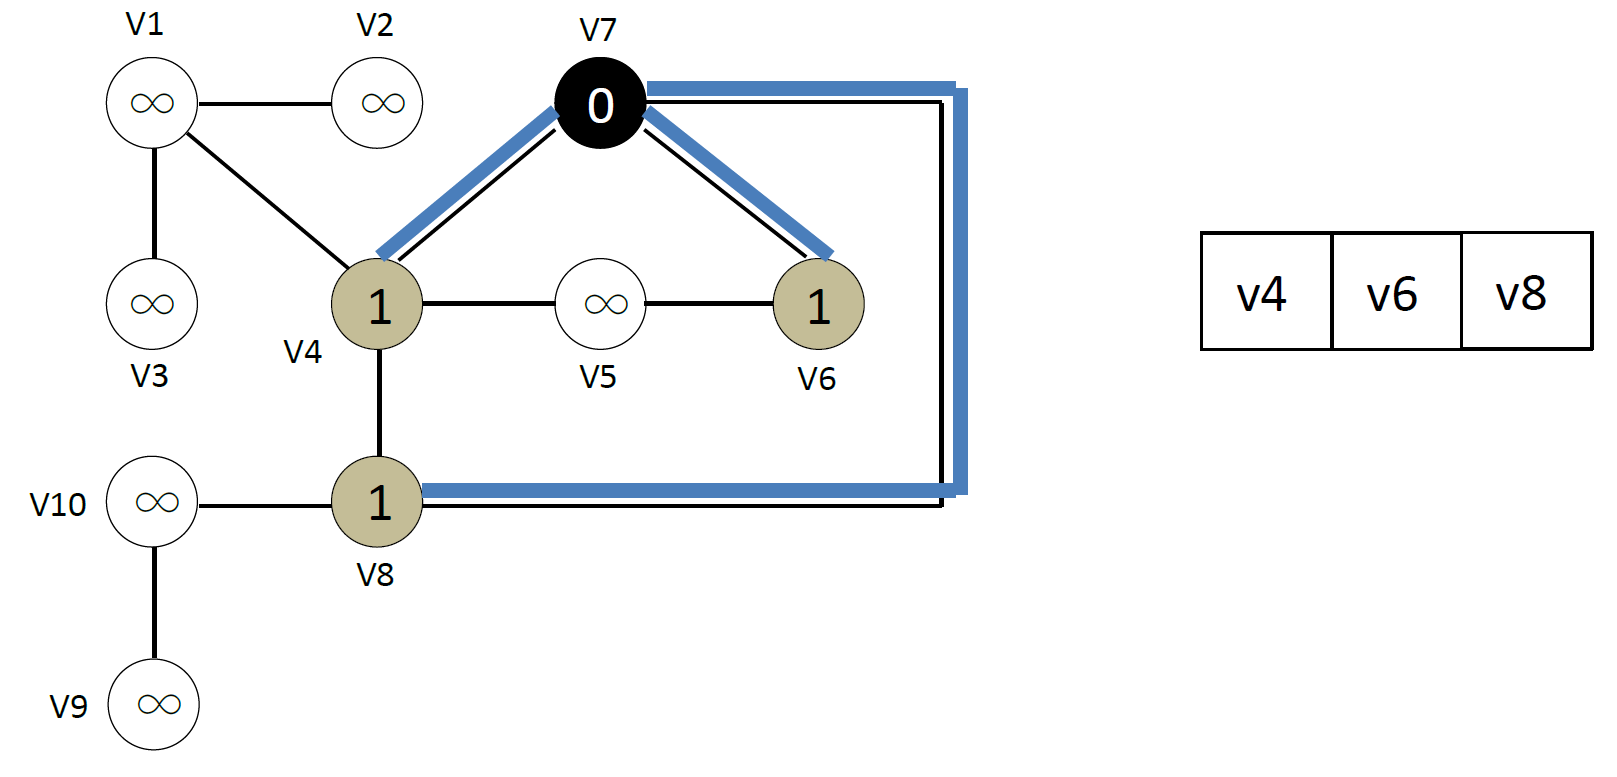 V1 V2 V7
∞ ∞ 0
∞ 1 ∞ 1
V4
V3 V5 V6
v4 v6 v8
V10 ∞ 1
V8
V9 ∞